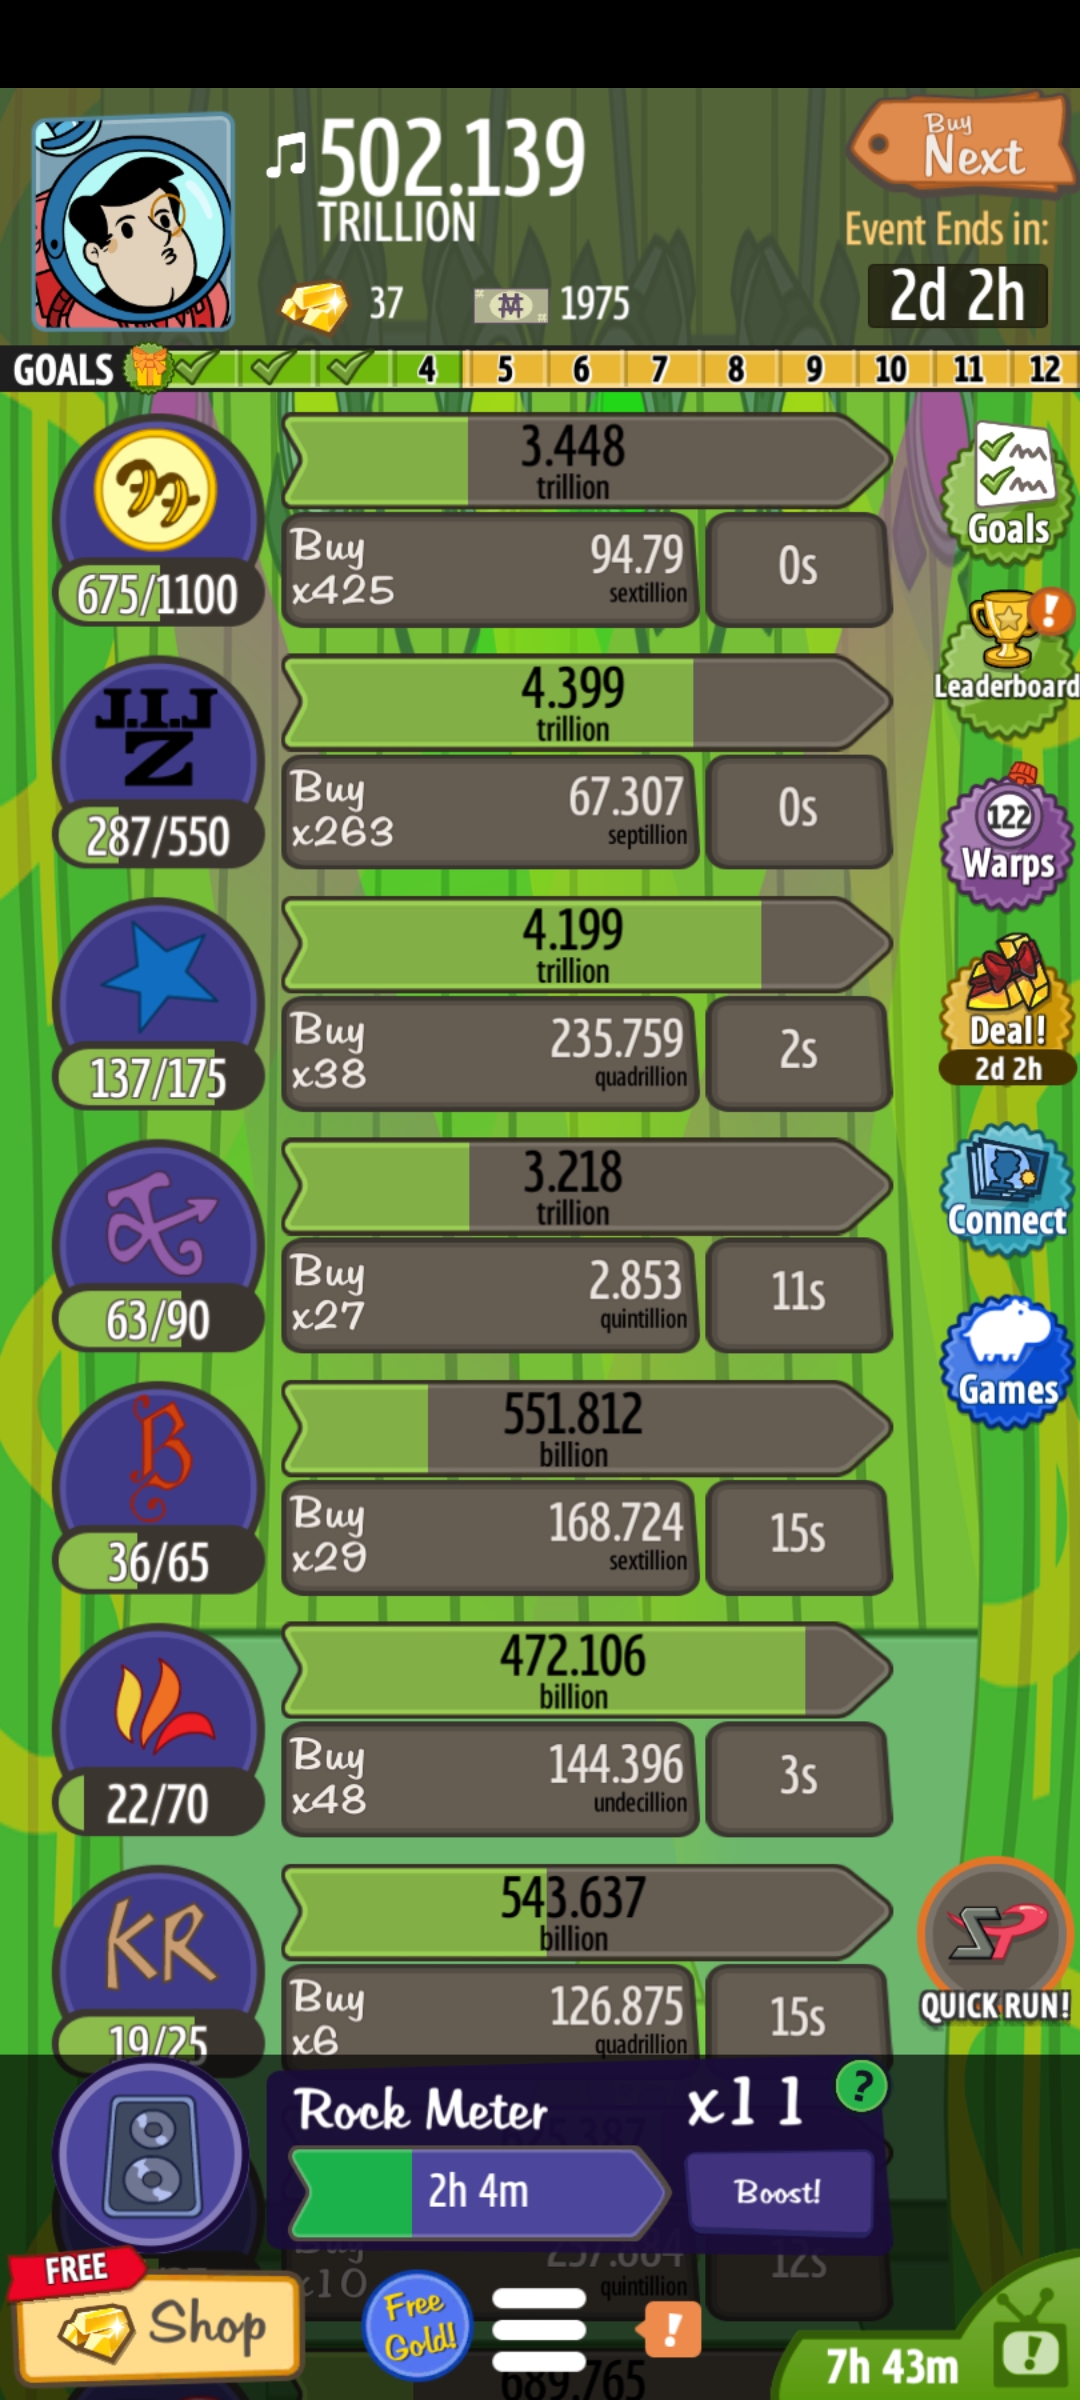 502.139
TRILLION
Buy
Next
Event Ends in:
2d 2h
37
1975
GOALS 4 5 6 7 8 9 10 11 12
3.448
trillion
675/1100
Buy
x425
94.79
sextillion
0s
Goals
J.I.J
Z
4.399
trillion
287/550
Buy
x263
67.307
septillion
0s
!
Leaderboard
122
Warps
4.199
trillion
137/175
Buy
x38
235.759
quadrillion
2s
Deal!
2d 2h
3.218
trillion
63/90
Buy
x27
2.853
quintillion
11s
Connect
B
551.812
billion
36/65
Buy
x29
168.724
sextillion
15s
Games
472.106
billion
22/70
Buy
x48
144.396
undecillion
3s
KR
543.637
billion
19/25
Buy
x6
126.875
quadrillion
15s
SP
QUICK RUN!
Rock Meter
x11
?
2h 4m
Boost!
Buy
x10
quintillion
12s
FREE
Shop
Free
Gold!
!
689.765
7h 43m
!